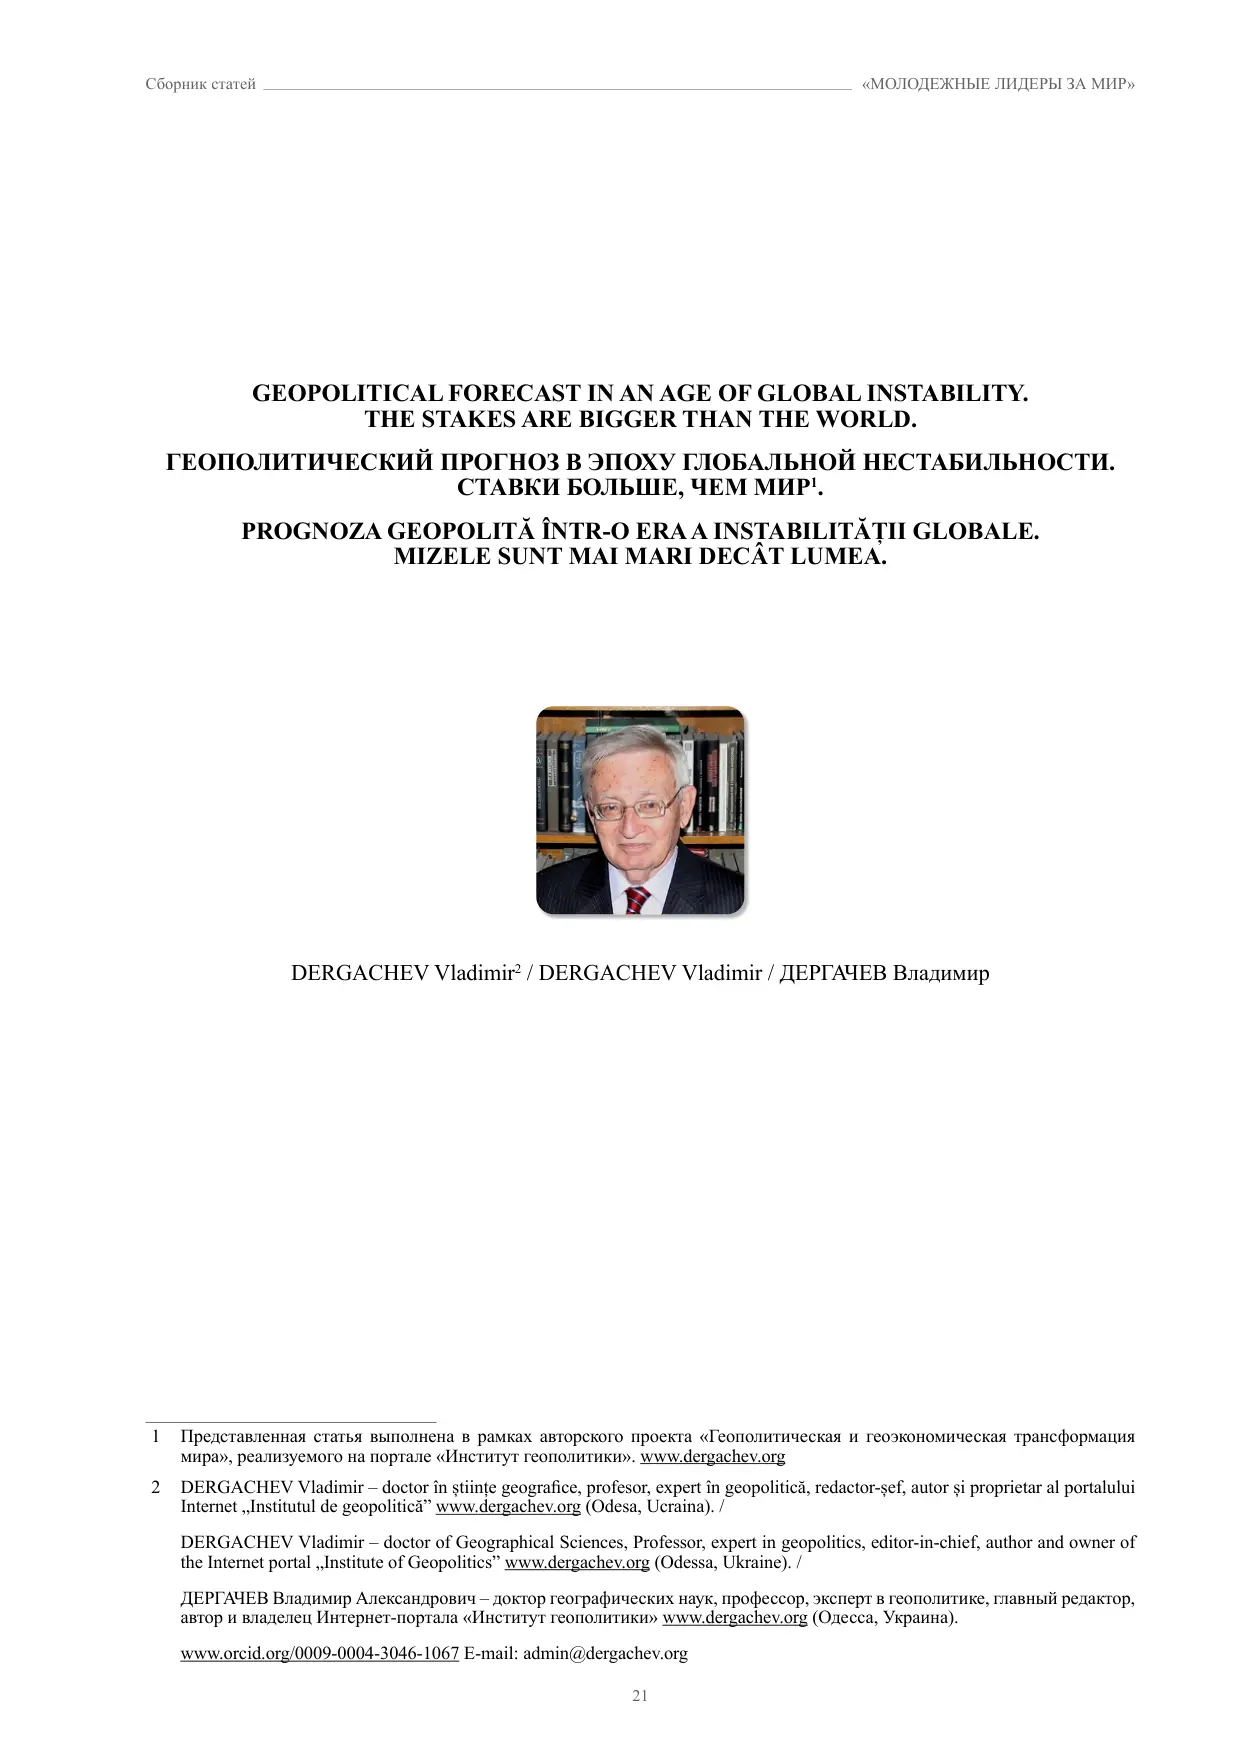 Сборник статей «МОЛОДЕЖНЫЕ ЛИДЕРЫ ЗА МИР»
GEOPOLITICAL FORECAST IN AN AGE OF GLOBAL INSTABILITY.
THE STAKES ARE BIGGER THAN THE WORLD.
ГЕОПОЛИТИЧЕСКИЙ ПРОГНОЗ В ЭПОХУ ГЛОБАЛЬНОЙ НЕСТАБИЛЬНОСТИ.
СТАВКИ БОЛЬШЕ, ЧЕМ МИР¹.
PROGNOZA GEOPOLITĂ ÎNTR-O ERA A INSTABILITĂȚII GLOBALE.
MIZELE SUNT MAI MARI DECÂT LUMEA.
DERGACHEV Vladimir² / DERGACHEV Vladimir / ДЕРГАЧЕВ Владимир
1 Представленная статья выполнена в рамках авторского проекта «Геополитическая и геоэкономическая трансформация
мира», реализуемого на портале «Институт геополитики». www.dergachev.org
2 DERGACHEV Vladimir – doctor în științe geografice, profesor, expert în geopolitică, redactor-șef, autor și proprietar al portalului
Internet „Institutul de geopolitică” www.dergachev.org (Odesa, Ucraina). /
DERGACHEV Vladimir – doctor of Geographical Sciences, Professor, expert in geopolitics, editor-in-chief, author and owner of
the Internet portal „Institute of Geopolitics” www.dergachev.org (Odessa, Ukraine). /
ДЕРГАЧЕВ Владимир Александрович – доктор географических наук, профессор, эксперт в геополитике, главный редактор,
автор и владелец Интернет-портала «Институт геополитики» www.dergachev.org (Одесса, Украина).
www.orcid.org/0009-0004-3046-1067 E-mail: admin@dergachev.org
21